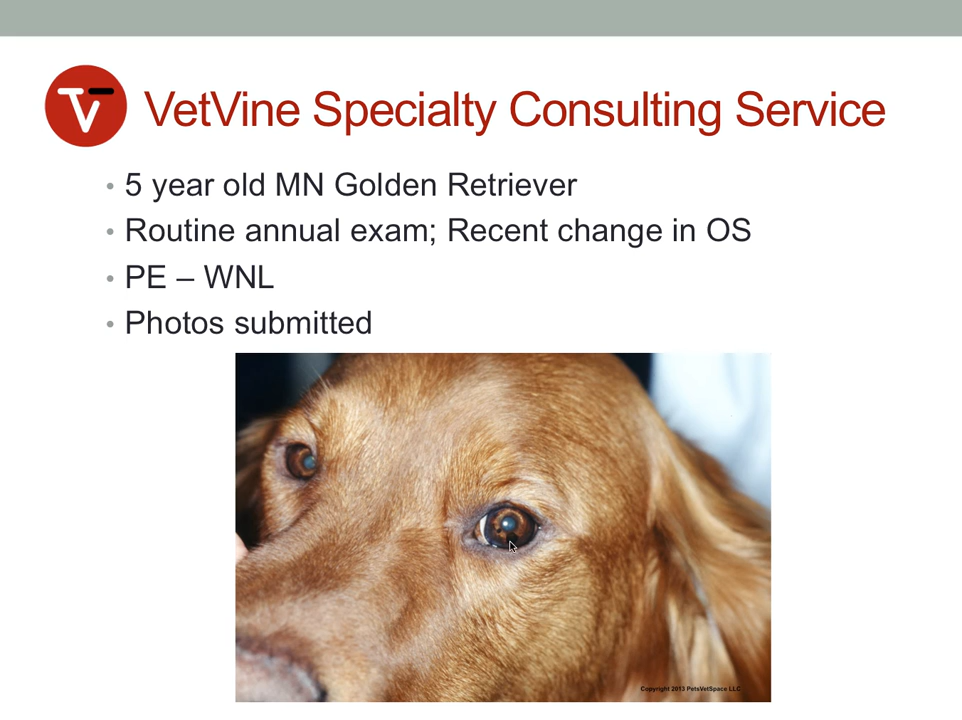 VetVine Specialty Consulting Service
• 5 year old MN Golden Retriever
• Routine annual exam; Recent change in OS
• PE – WNL
• Photos submitted
Copyright 2013 PetsVetSpace LLC